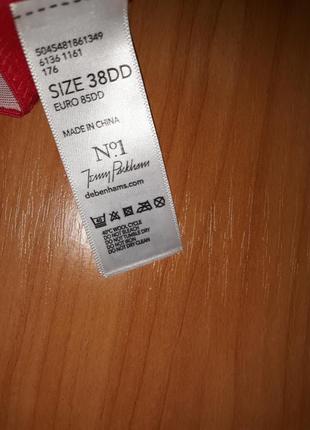 5045481861349
6136 1161
176
SIZE 38DD
EURO 85DD
MADE IN CHINA
Nº1
Jenny Packham
debenhams.com
40°C WOOL CYCLE
DO NOT BLEACH
DO NOT TUMBLE DRY
DO NOT IRON
DO NOT DRY CLEAN